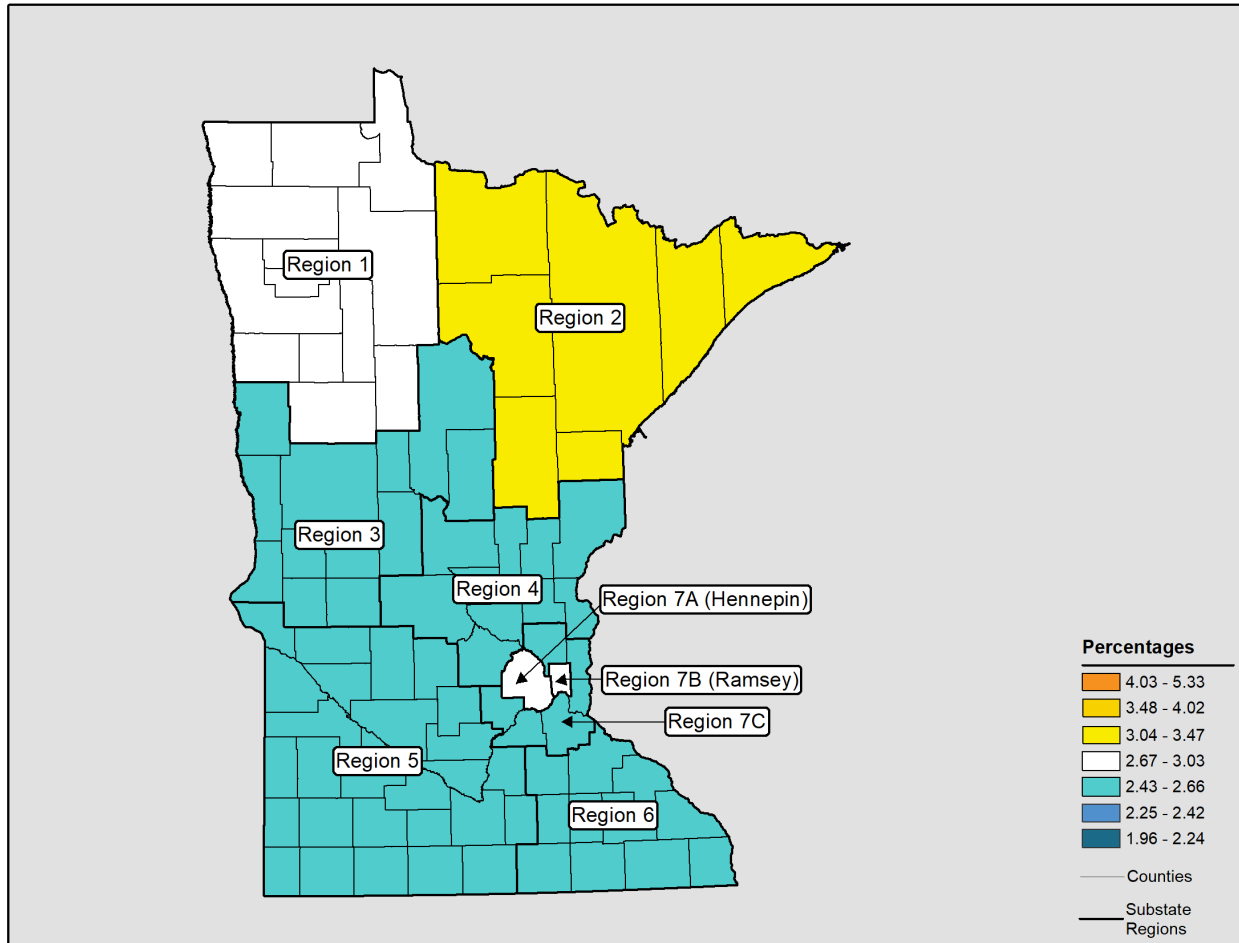 Region 1
Region 2
Region 3
Region 4
Region 7A (Hennepin)
Region 7B (Ramsey)
Region 7C
Region 5
Region 6
Percentages
4.03 - 5.33
3.48 - 4.02
3.04 - 3.47
2.67 - 3.03
2.43 - 2.66
2.25 - 2.42
1.96 - 2.24
Counties
Substate
Regions